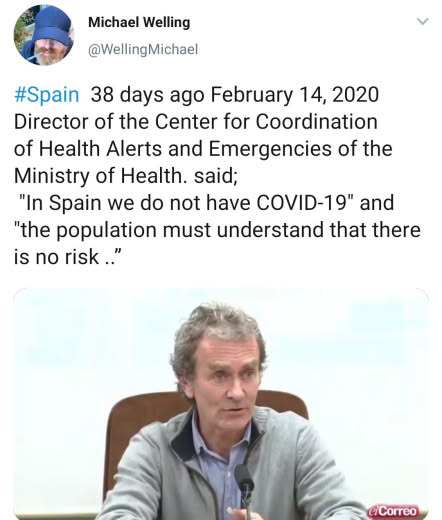 Michael Welling
@WellingMichael
#Spain 38 days ago February 14, 2020
Director of the Center for Coordination
of Health Alerts and Emergencies of the
Ministry of Health. said;
"In Spain we do not have COVID-19" and
"the population must understand that there
is no risk ..”
elCorreo